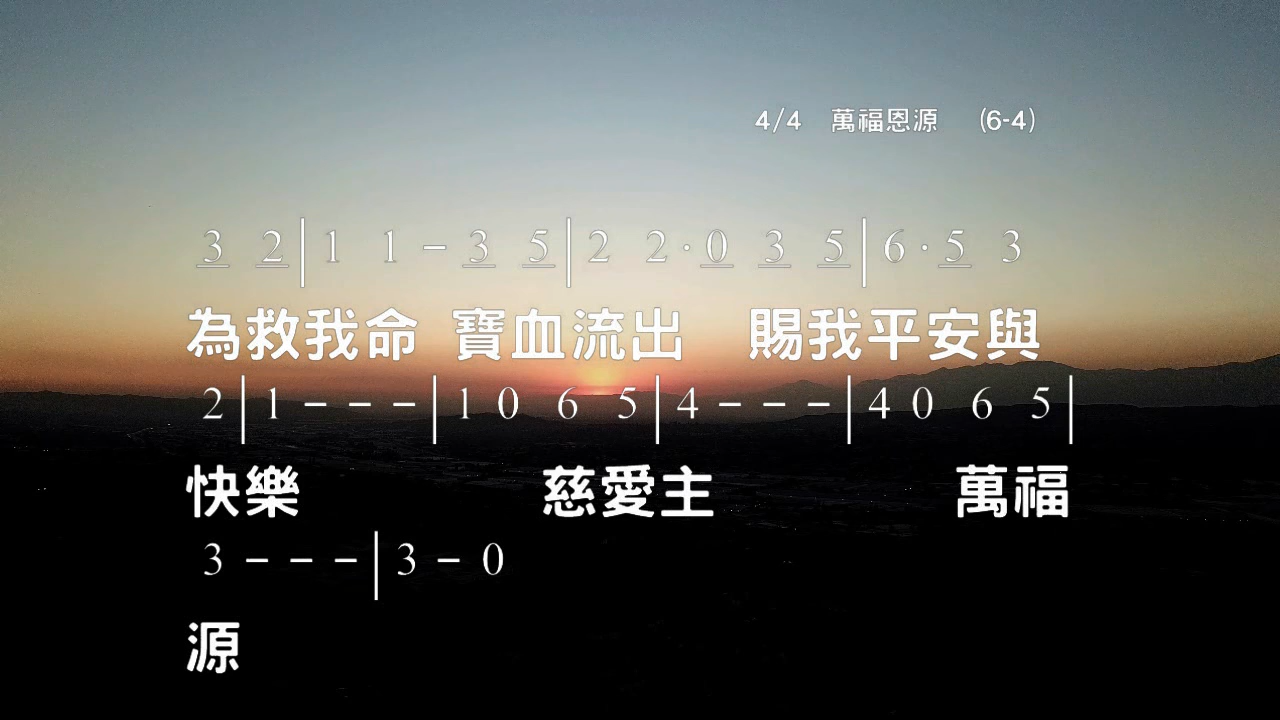 4/4 萬福恩源 (6-4)
3 2|1 1 – 3 5|2 2·0 3 5|6·5 3
為救我命 寶血流出 賜我平安與
2|1 – – –|1 0 6 5|4 – – –|4 0 6 5|
快樂 慈愛主 萬福
3 – – –|3 – 0
源